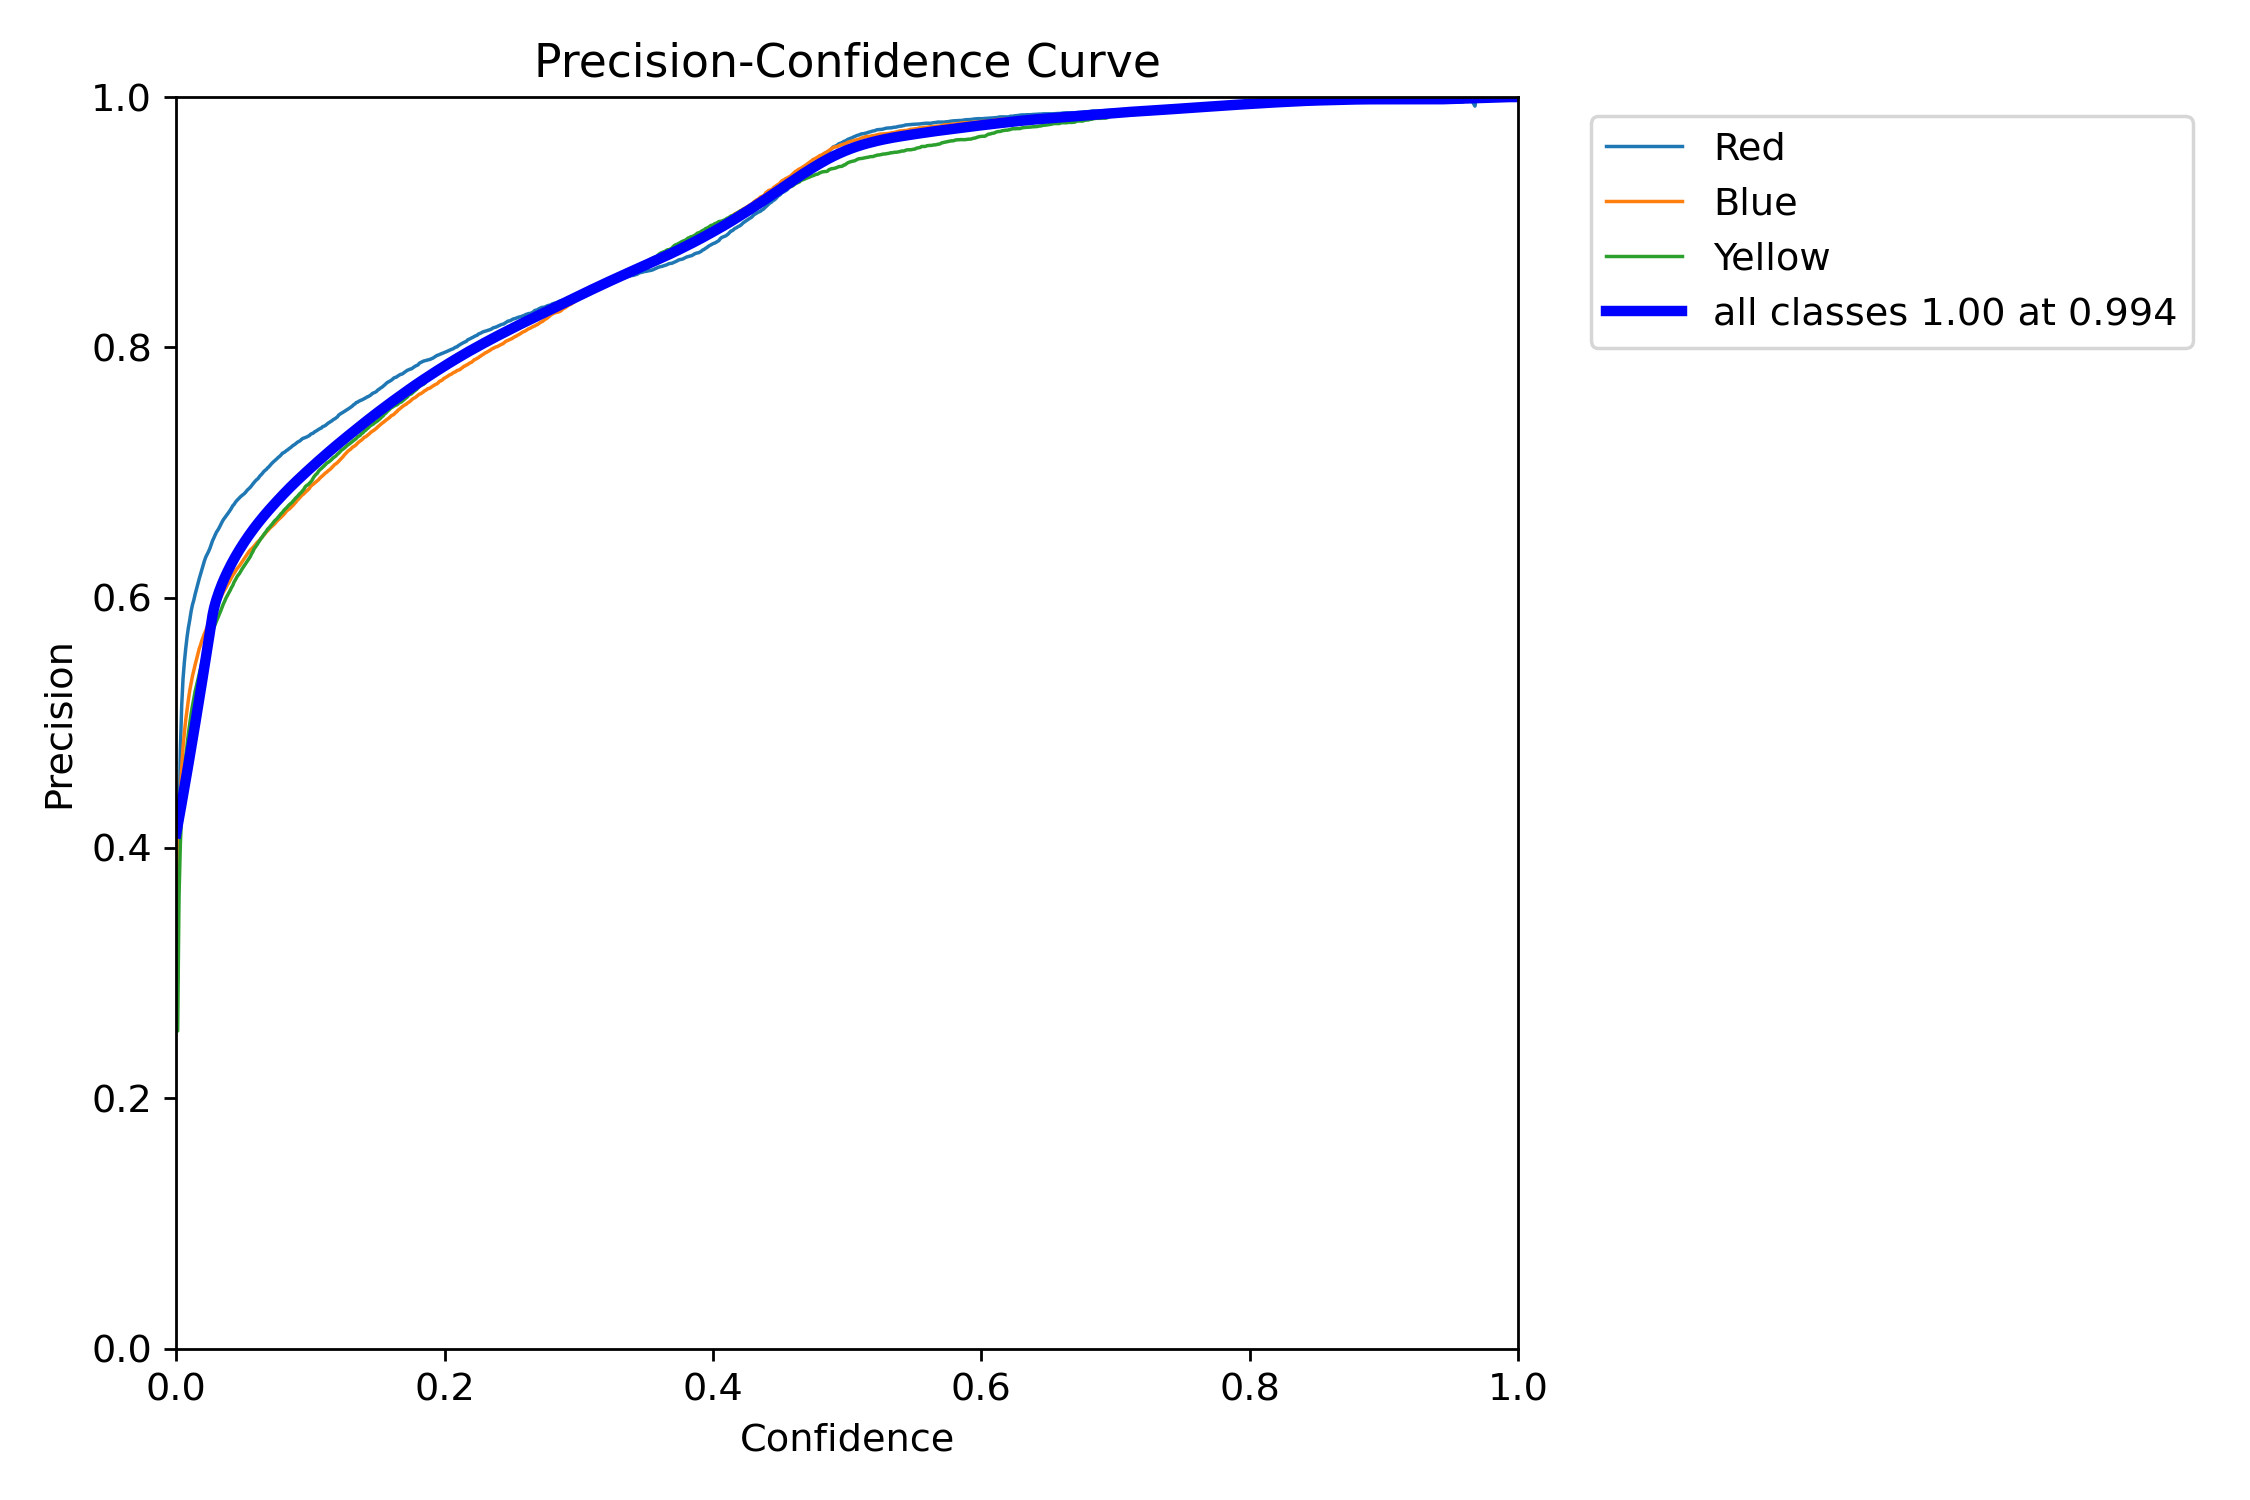 Precision-Confidence Curve
1.0
0.8
0.6
0.4
0.2
0.0
Precision
0.0 0.2 0.4 0.6 0.8 1.0
Confidence
Red
Blue
Yellow
all classes 1.00 at 0.994